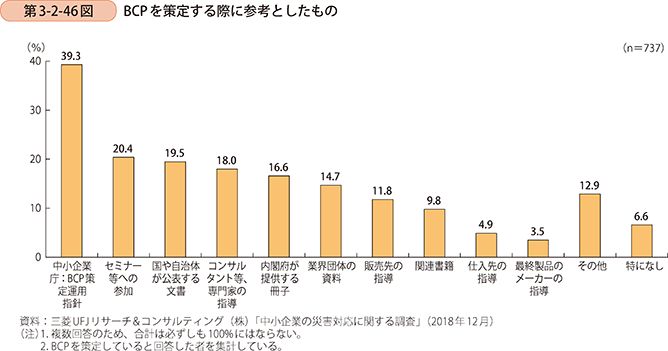 第3-2-46図 BCPを策定する際に参考としたもの
(%)
(n=737)
40
30
20
10
0
39.3
20.4
19.5
18.0
16.6
14.7
11.8
9.8
4.9
3.5
12.9
6.6
中小企業
庁：BCP策
定運用
指針
セミナー
等への
参加
国や自治体
が公表する
文書
コンサル
タント等、
専門家の
指導
内閣府が
提供する
冊子
業界団体の
資料
販売先の
指導
関連書籍
仕入先の
指導
最終製品の
メーカーの
指導
その他
特になし
資料：三菱UFJリサーチ＆コンサルティング（株）「中小企業の災害対応に関する調査」（2018年12月）
（注）1. 複数回答のため、合計は必ずしも100％にはならない。
2. BCPを策定していると回答した者を集計している。